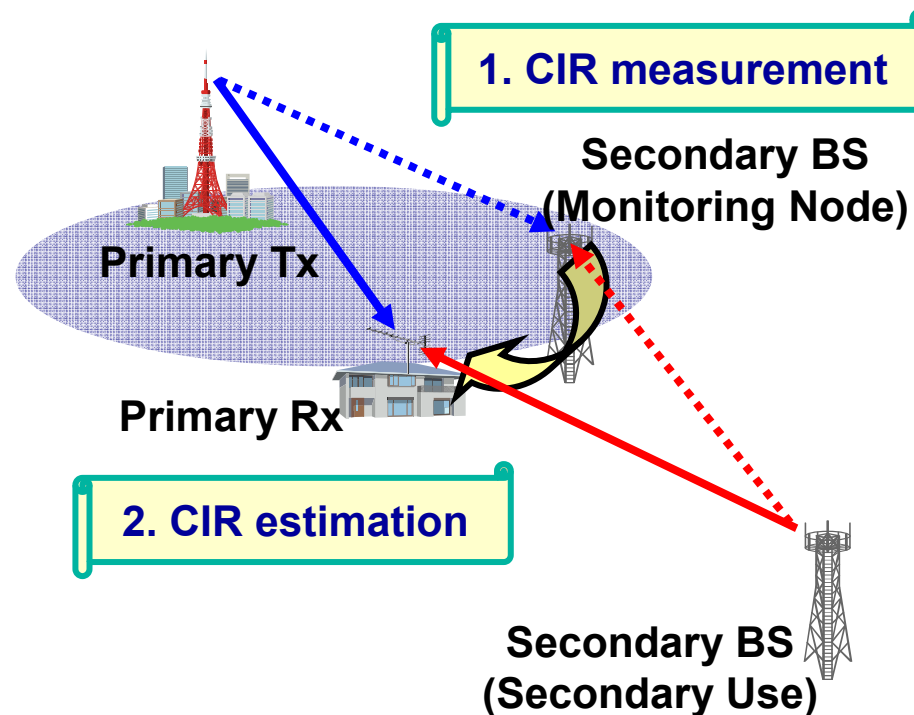 1. CIR measurement
Secondary BS
(Monitoring Node)
Primary Tx
Primary Rx
2. CIR estimation
Secondary BS
(Secondary Use)